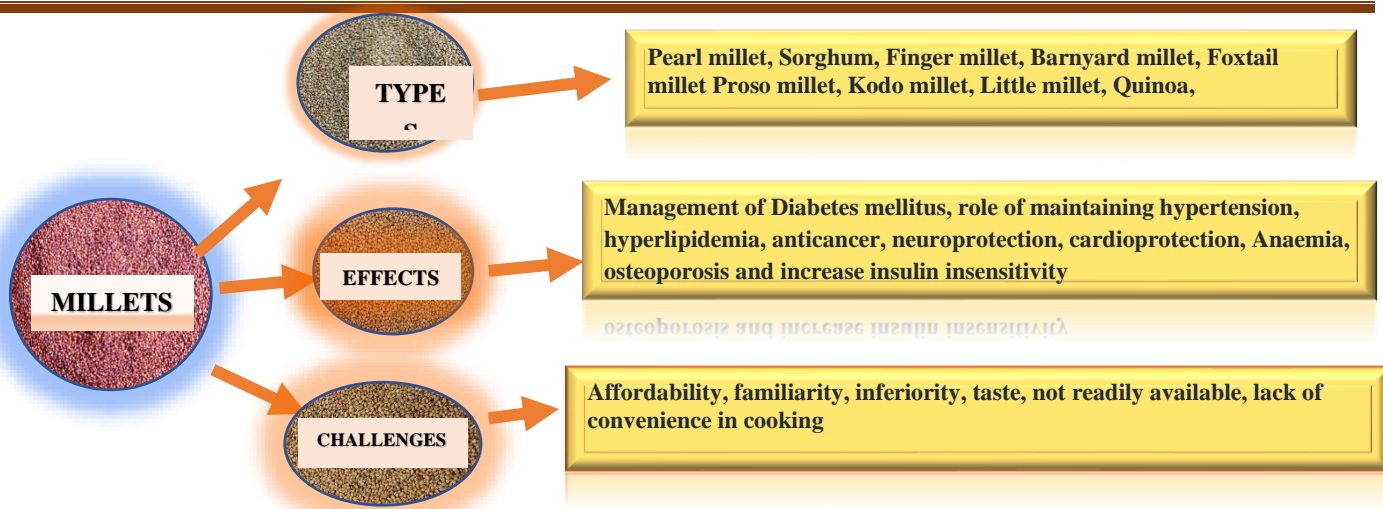 TYPE
S
Pearl millet, Sorghum, Finger millet, Barnyard millet, Foxtail
millet Proso millet, Kodo millet, Little millet, Quinoa,
MILLETS
EFFECTS
Management of Diabetes mellitus, role of maintaining hypertension,
hyperlipidemia, anticancer, neuroprotection, cardioprotection, Anaemia,
osteoporosis and increase insulin insensitivity
CHALLENGES
Affordability, familiarity, inferiority, taste, not readily available, lack of
convenience in cooking